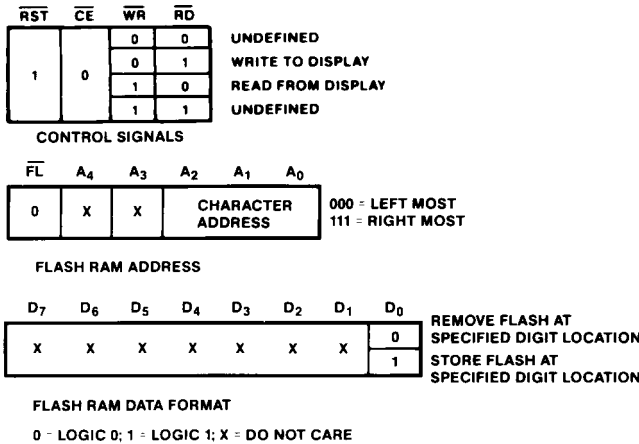 RST CE WR RD
0 0 UNDEFINED
0 1 WRITE TO DISPLAY
1 0 1 0 READ FROM DISPLAY
1 1 UNDEFINED
CONTROL SIGNALS
FL A4 A3 A2 A1 A0
0 X X CHARACTER ADDRESS 000 = LEFT MOST
111 = RIGHT MOST
FLASH RAM ADDRESS
D7 D6 D5 D4 D3 D2 D1 D0
X X X X X X X 0 REMOVE FLASH AT
SPECIFIED DIGIT LOCATION
1 STORE FLASH AT
SPECIFIED DIGIT LOCATION
FLASH RAM DATA FORMAT
0 = LOGIC 0; 1 = LOGIC 1; X = DO NOT CARE